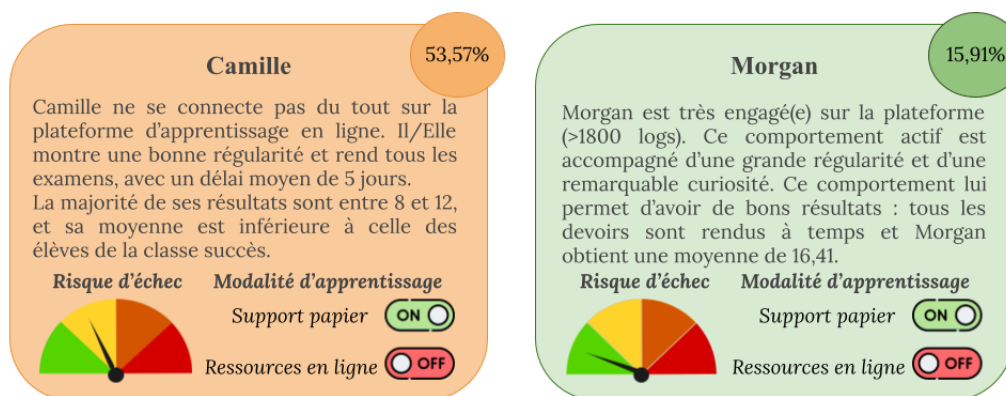 53,57%
Camille
Camille ne se connecte pas du tout sur la
plateforme d'apprentissage en ligne. Il/Elle
montre une bonne régularité et rend tous les
examens, avec un délai moyen de 5 jours.
La majorité de ses résultats sont entre 8 et 12,
et sa moyenne est inférieure à celle des
élèves de la classe succès.
Risque d'échec Modalité d'apprentissage
Support papier ON
Ressources en ligne OFF
15,91%
Morgan
Morgan est très engagé(e) sur la plateforme
(>1800 logs). Ce comportement actif est
accompagné d'une grande régularité et d'une
remarquable curiosité. Ce comportement lui
permet d'avoir de bons résultats : tous les
devoirs sont rendus à temps et Morgan
obtient une moyenne de 16,41.
Risque d'échec Modalité d'apprentissage
Support papier ON
Ressources en ligne OFF